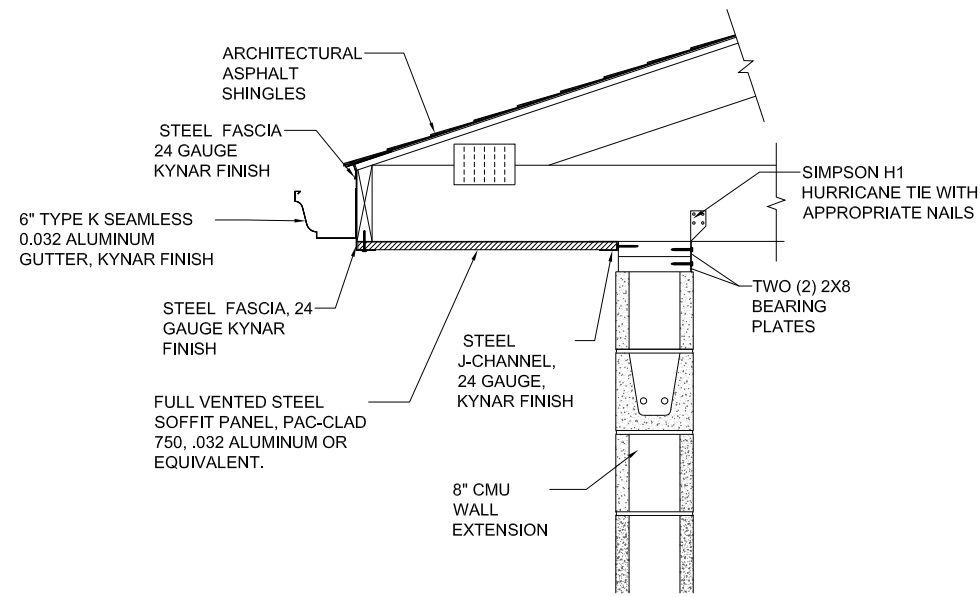 ARCHITECTURAL
ASPHALT
SHINGLES
STEEL FASCIA
24 GAUGE
KYNAR FINISH
6" TYPE K SEAMLESS
0.032 ALUMINUM
GUTTER, KYNAR FINISH
STEEL FASCIA, 24
GAUGE KYNAR
FINISH
FULL VENTED STEEL
SOFFIT PANEL, PAC-CLAD
750, .032 ALUMINUM OR
EQUIVALENT.
STEEL
J-CHANNEL,
24 GAUGE,
KYNAR FINISH
8" CMU
WALL
EXTENSION
SIMPSON H1
HURRICANE TIE WITH
APPROPRIATE NAILS
TWO (2) 2X8
BEARING
PLATES